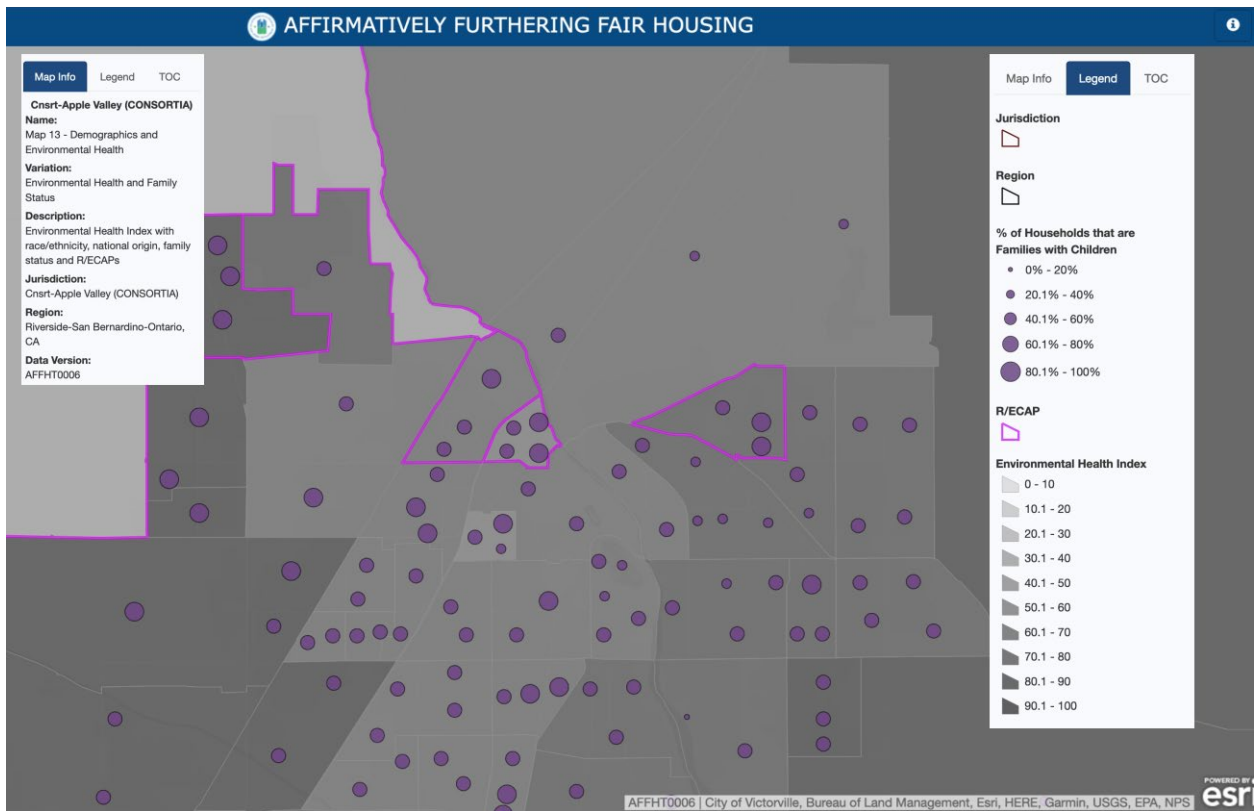 AFFIRMATIVELY FURTHERING FAIR HOUSING
Map Info Legend TOC
Cnsrt-Apple Valley (CONSORTIA)
Name:
Map 13 - Demographics and
Environmental Health
Variation:
Environmental Health and Family
Status
Description:
Environmental Health Index with
race/ethnicity, national origin, family
status and R/ECAPs
Jurisdiction:
Cnsrt-Apple Valley (CONSORTIA)
Region:
Riverside-San Bernardino-Ontario,
CA
Data Version:
AFFHT0006
Map Info Legend TOC
Jurisdiction
Region
% of Households that are
Families with Children
0% - 20%
20.1% - 40%
40.1% - 60%
60.1% - 80%
80.1% - 100%
R/ECAP
Environmental Health Index
0 - 10
10.1 - 20
20.1 - 30
30.1 - 40
40.1 - 50
50.1 - 60
60.1 - 70
70.1 - 80
80.1 - 90
90.1 - 100
AFFHT0006 | City of Victorville, Bureau of Land Management, Esri, HERE, Garmin, USGS, EPA, NPS
POWERED BY
esri